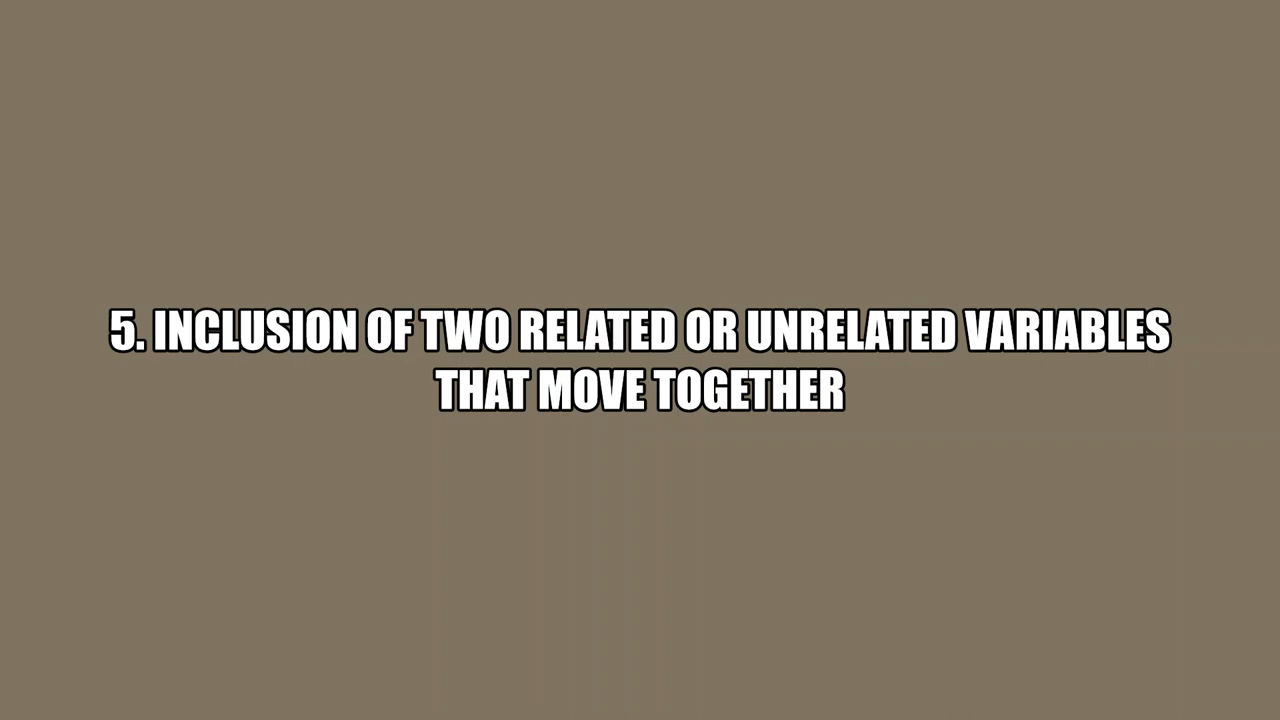 5. INCLUSION OF TWO RELATED OR UNRELATED VARIABLES
THAT MOVE TOGETHER